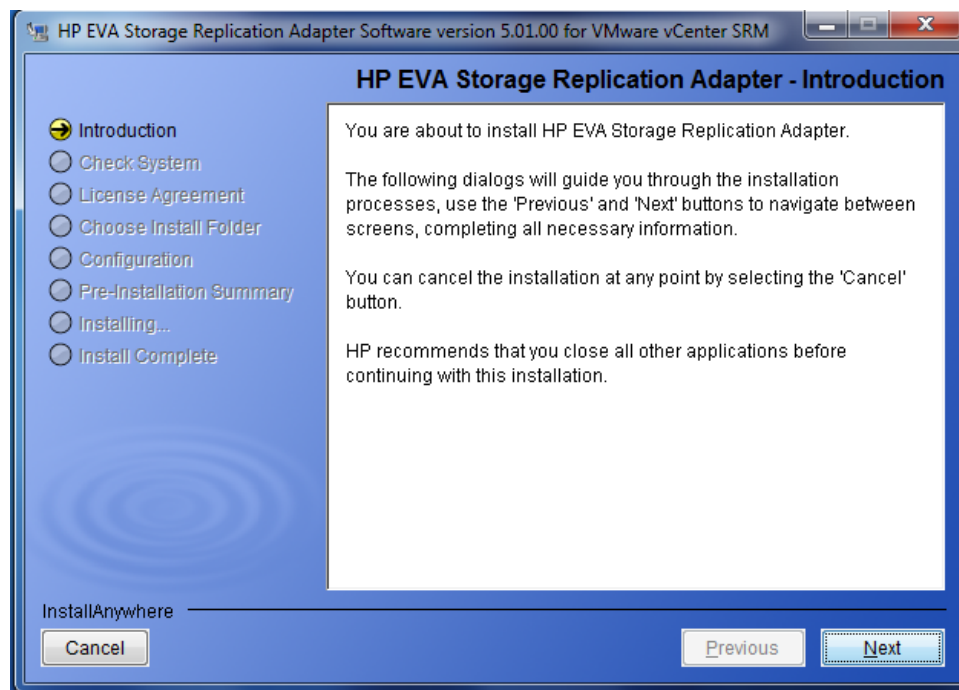 HP EVA Storage Replication Adapter Software version 5.01.00 for VMware vCenter SRM
HP EVA Storage Replication Adapter - Introduction
Introduction
Check System
License Agreement
Choose Install Folder
Configuration
Pre-Installation Summary
Installing...
Install Complete
You are about to install HP EVA Storage Replication Adapter.
The following dialogs will guide you through the installation
processes, use the 'Previous' and 'Next' buttons to navigate between
screens, completing all necessary information.
You can cancel the installation at any point by selecting the 'Cancel'
button.
HP recommends that you close all other applications before
continuing with this installation.
InstallAnywhere
Cancel
Previous
Next